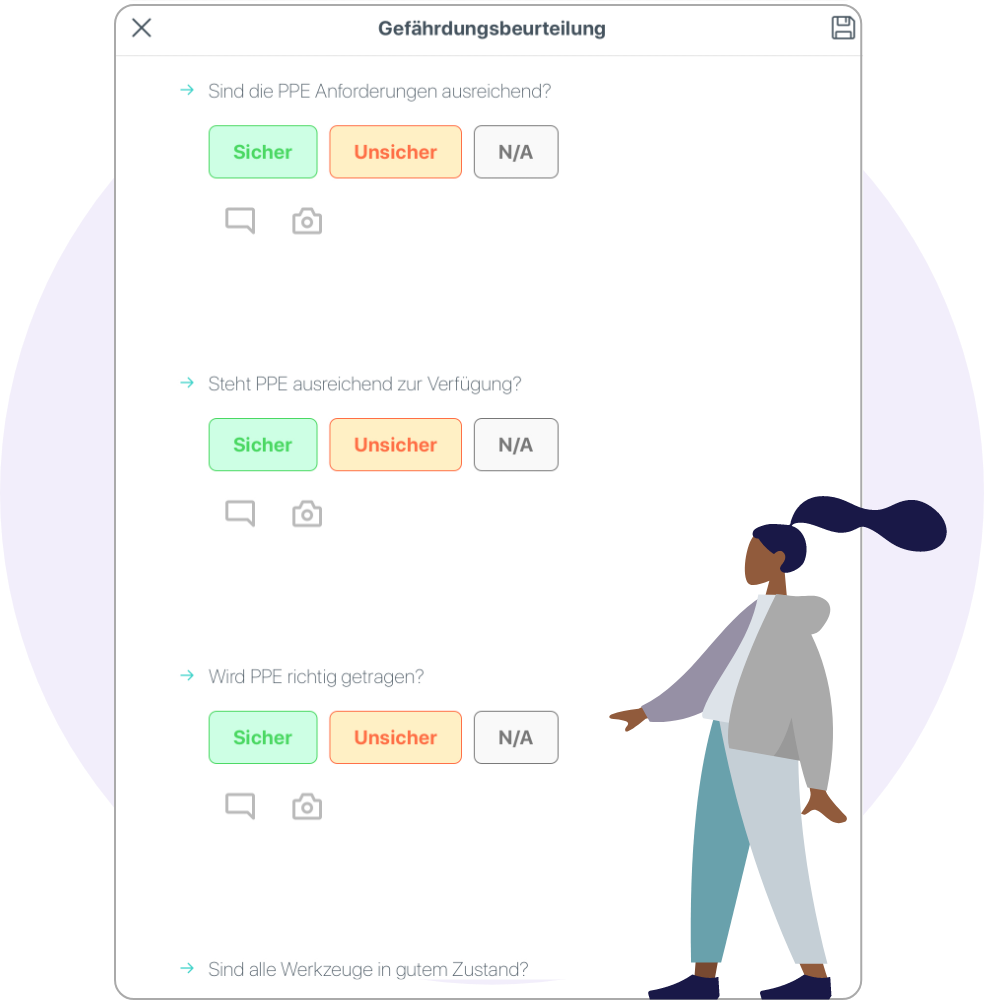 Gefährdungsbeurteilung
Sind die PPE Anforderungen ausreichend?
Sicher Unsicher N/A
Steht PPE ausreichend zur Verfügung?
Sicher Unsicher N/A
Wird PPE richtig getragen?
Sicher Unsicher N/A
Sind alle Werkzeuge in gutem Zustand?